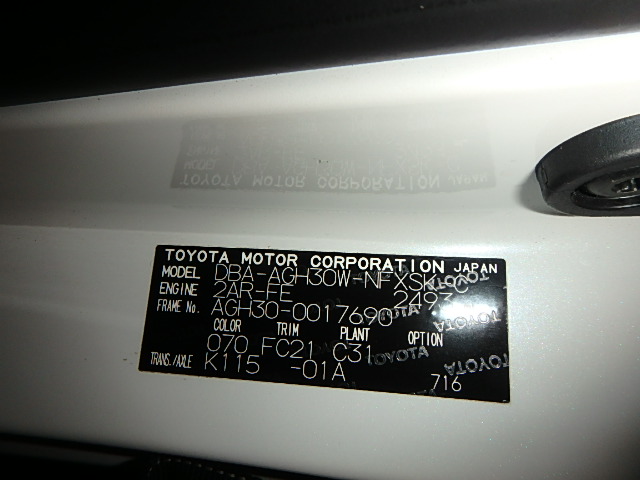 TOYOTA MOTOR CORPORATION JAPAN
MODEL DBA-AGH30W-NFXSK
ENGINE 2AR-FE 2493
FRAME No. AGH30-0017690
COLOR TRIM PLANT OPTION
070 FC21 C31
TRANS./AXLE K115 -01A
716